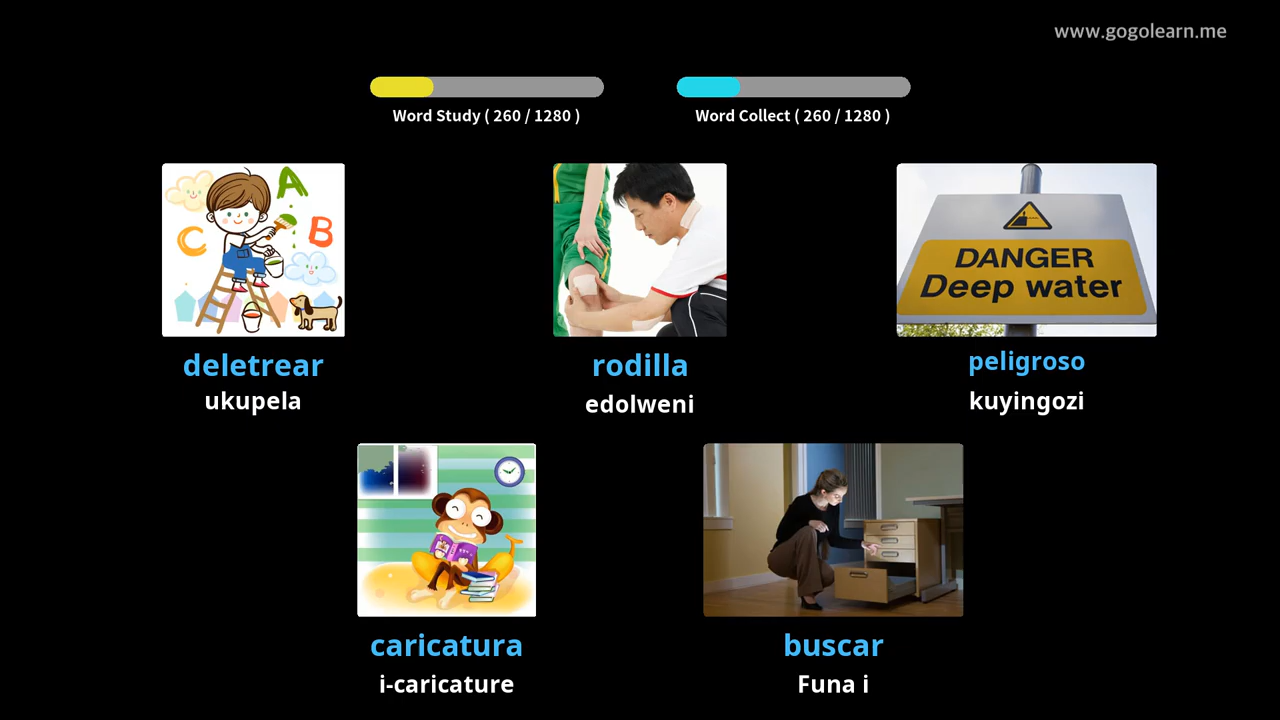 www.gogolearn.me
Word Study ( 260 / 1280 )
Word Collect ( 260 / 1280 )
A
B
C
DANGER
Deep water
deletrear
rodilla
peligroso
ukupela
edolweni
kuyingozi
caricatura
buscar
i-caricature
Funa i